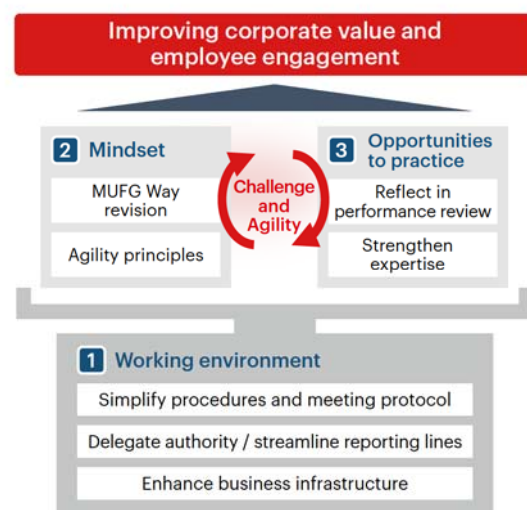 Improving corporate value and
employee engagement
2 Mindset
MUFG Way
revision
Agility principles
Challenge
and
Agility
3 Opportunities
to practice
Reflect in
performance review
Strengthen
expertise
1 Working environment
Simplify procedures and meeting protocol
Delegate authority / streamline reporting lines
Enhance business infrastructure